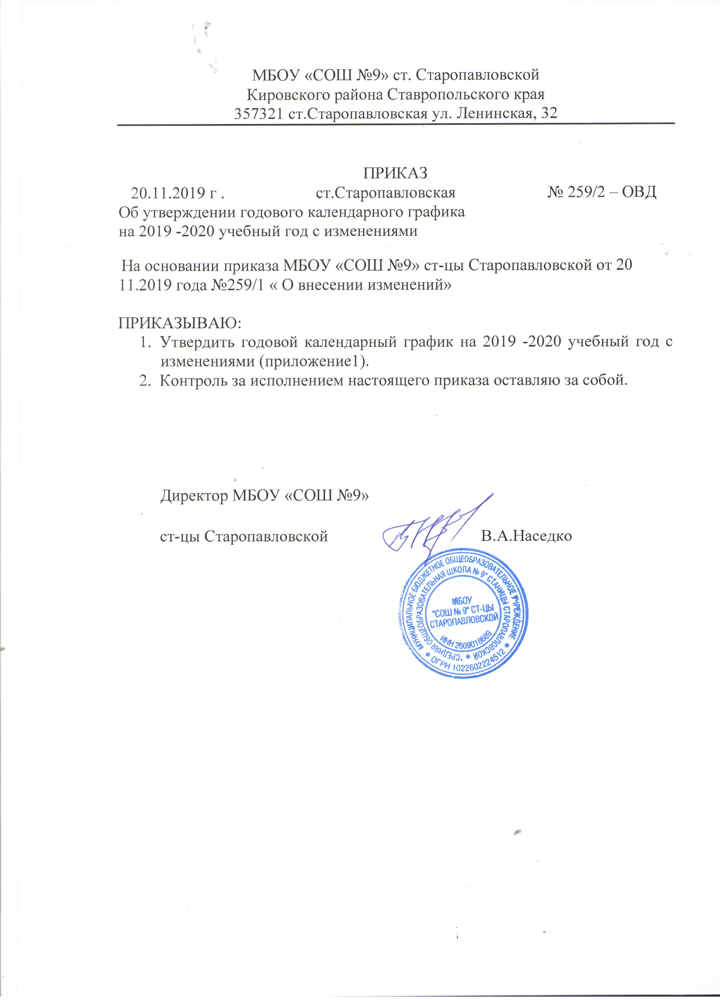 МБОУ «СОШ №9» ст. Старопавловской
Кировского района Ставропольского края
357321 ст.Старопавловская ул. Ленинская, 32
ПРИКАЗ
20.11.2019 г . ст.Старопавловская № 259/2 – ОВД
Об утверждении годового календарного графика
на 2019 -2020 учебный год с изменениями
На основании приказа МБОУ «СОШ №9» ст-цы Старопавловской от 20
11.2019 года №259/1 « О внесении изменений»
ПРИКАЗЫВАЮ:
1. Утвердить годовой календарный график на 2019 -2020 учебный год с
изменениями (приложение1).
2. Контроль за исполнением настоящего приказа оставляю за собой.
Директор МБОУ «СОШ №9»
ст-цы Старопавловской В.А.Наседко
МУНИЦИПАЛЬНОЕ БЮДЖЕТНОЕ ОБЩЕОБРАЗОВАТЕЛЬНОЕ УЧРЕЖДЕНИЕ
* ОГРН 1022602224512 *
"СРЕДНЯЯ ОБЩЕОБРАЗОВАТЕЛЬНАЯ ШКОЛА № 9" СТАНИЦЫ СТАРОПАВЛОВСКОЙ *
МБОУ
"СОШ № 9" СТ-ЦЫ
СТАРОПАВЛОВСКОЙ
ИНН 2609018689